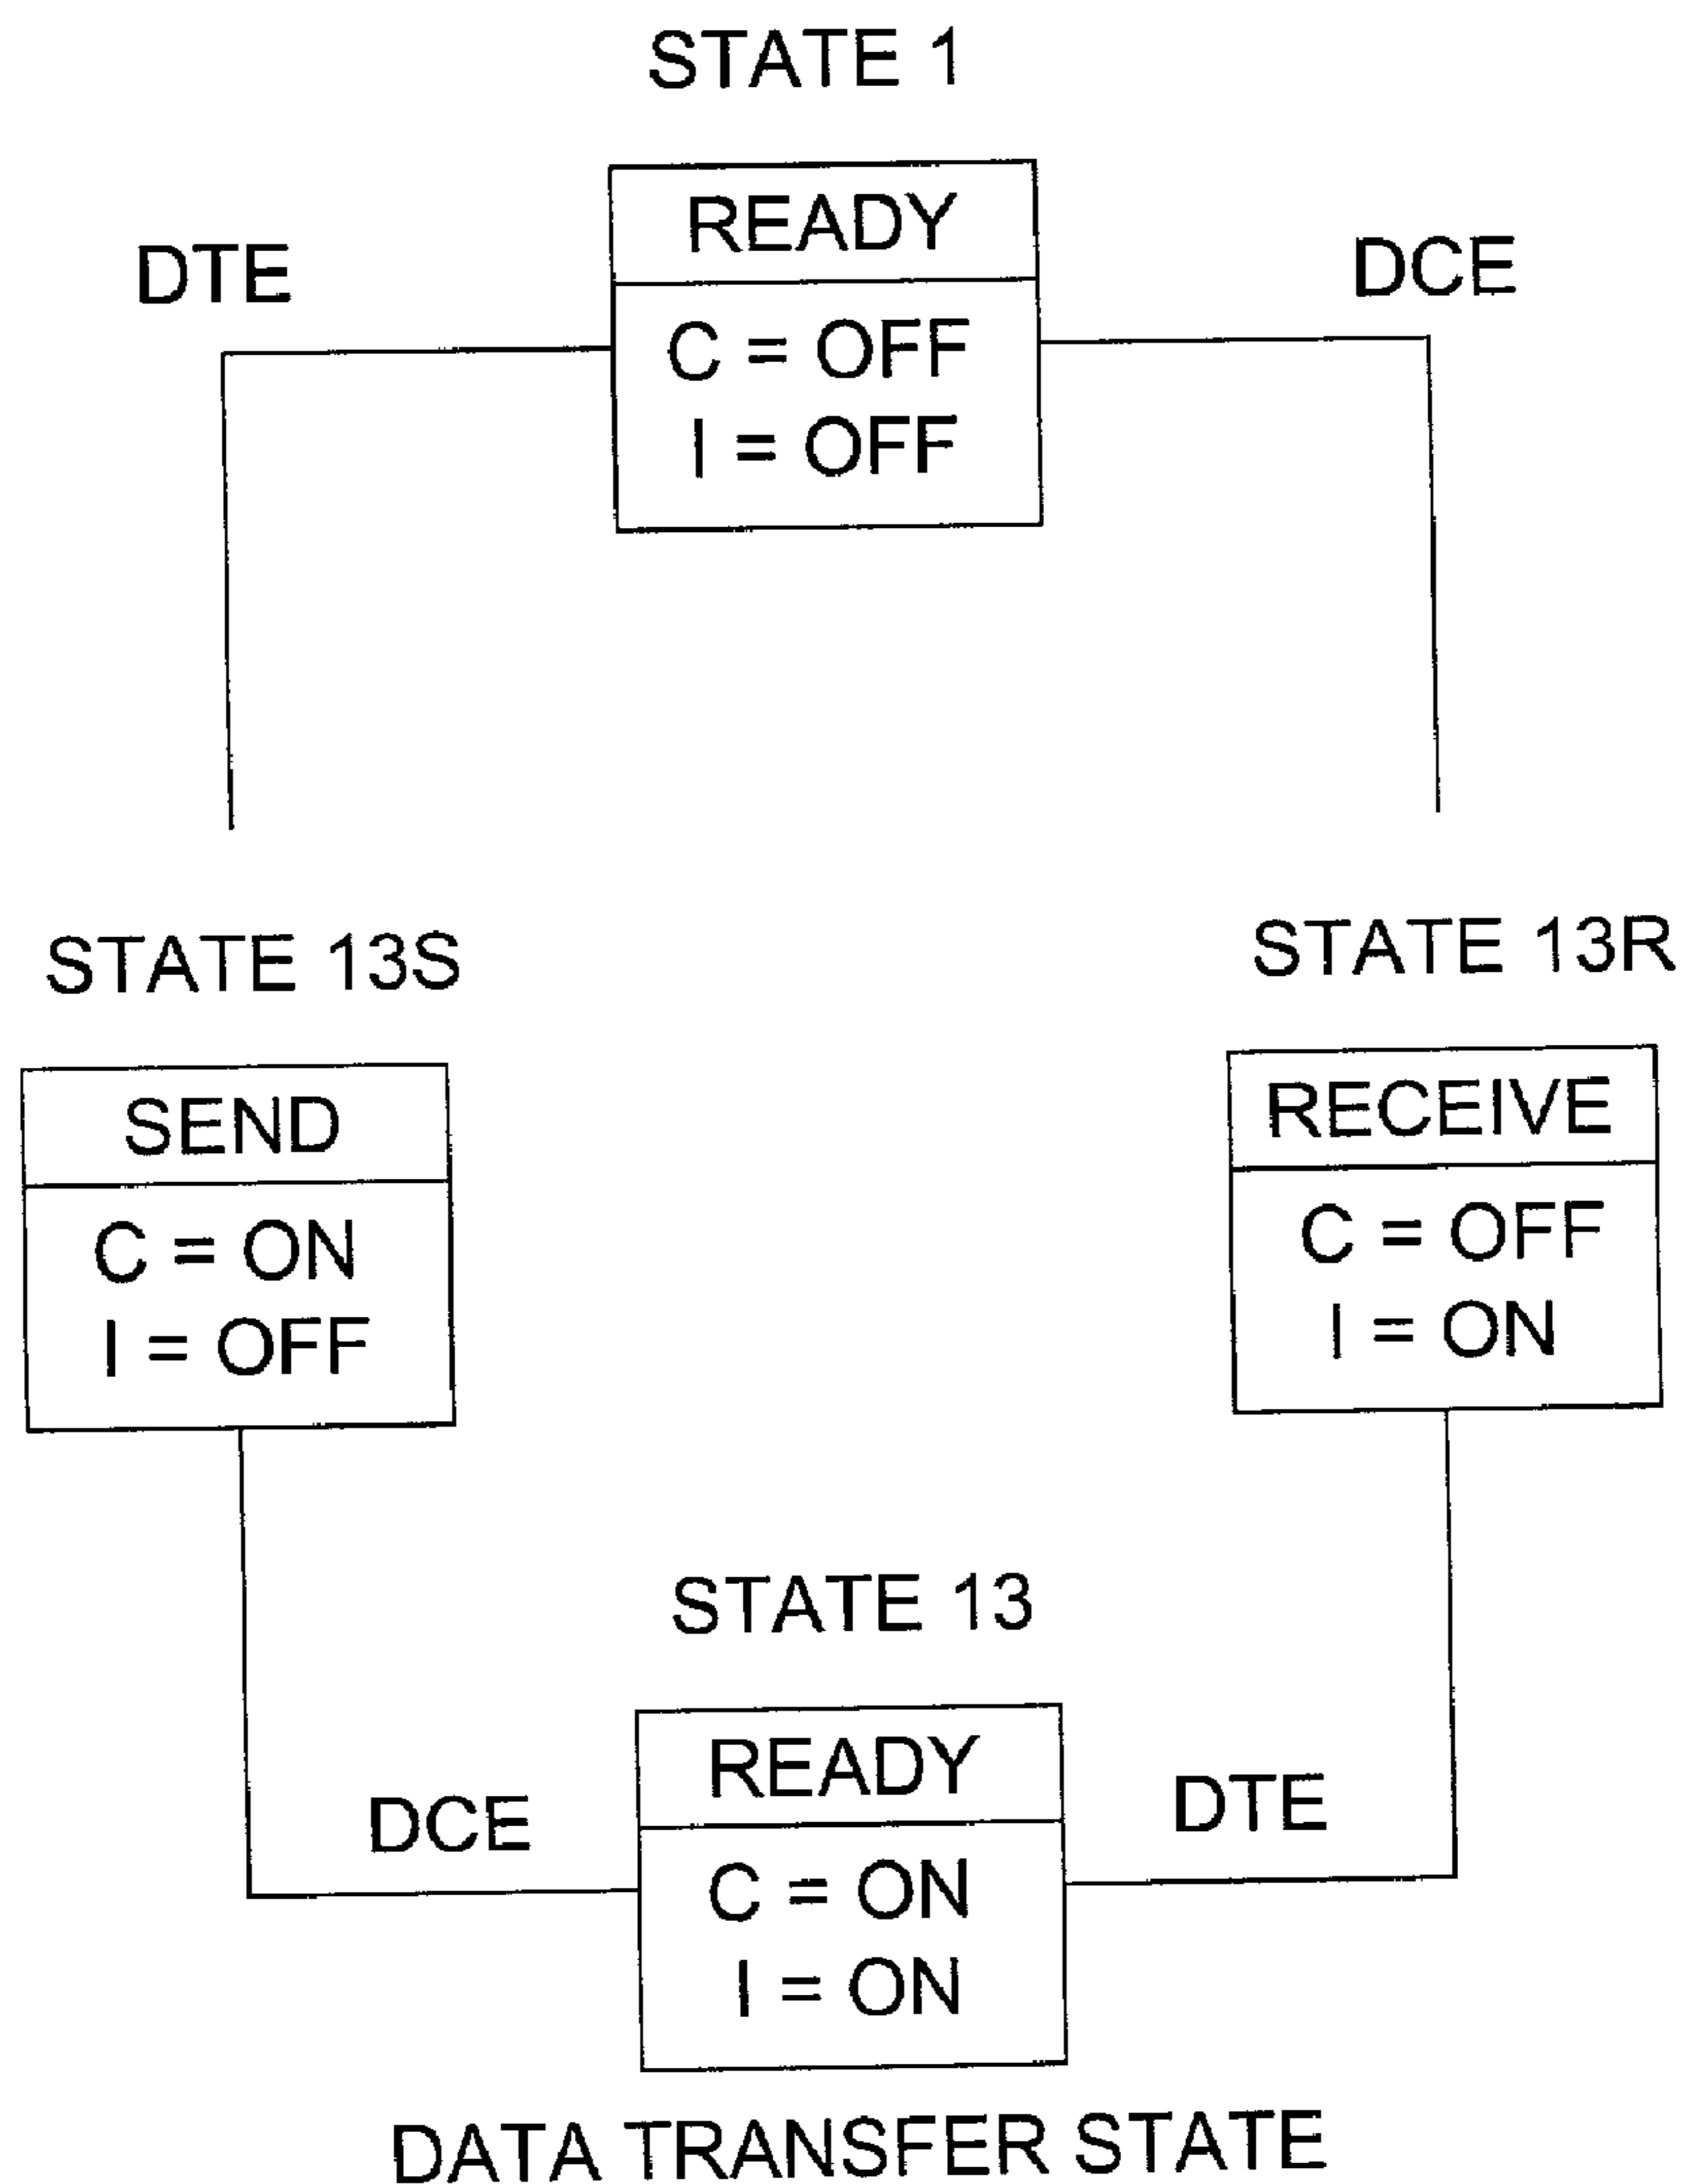 STATE 1
READY
DTE
DCE
C = OFF
I = OFF
STATE 13S
STATE 13R
SEND
RECEIVE
C = ON
I = OFF
C = OFF
I = ON
STATE 13
READY
DCE
DTE
C = ON
I = ON
DATA TRANSFER STATE